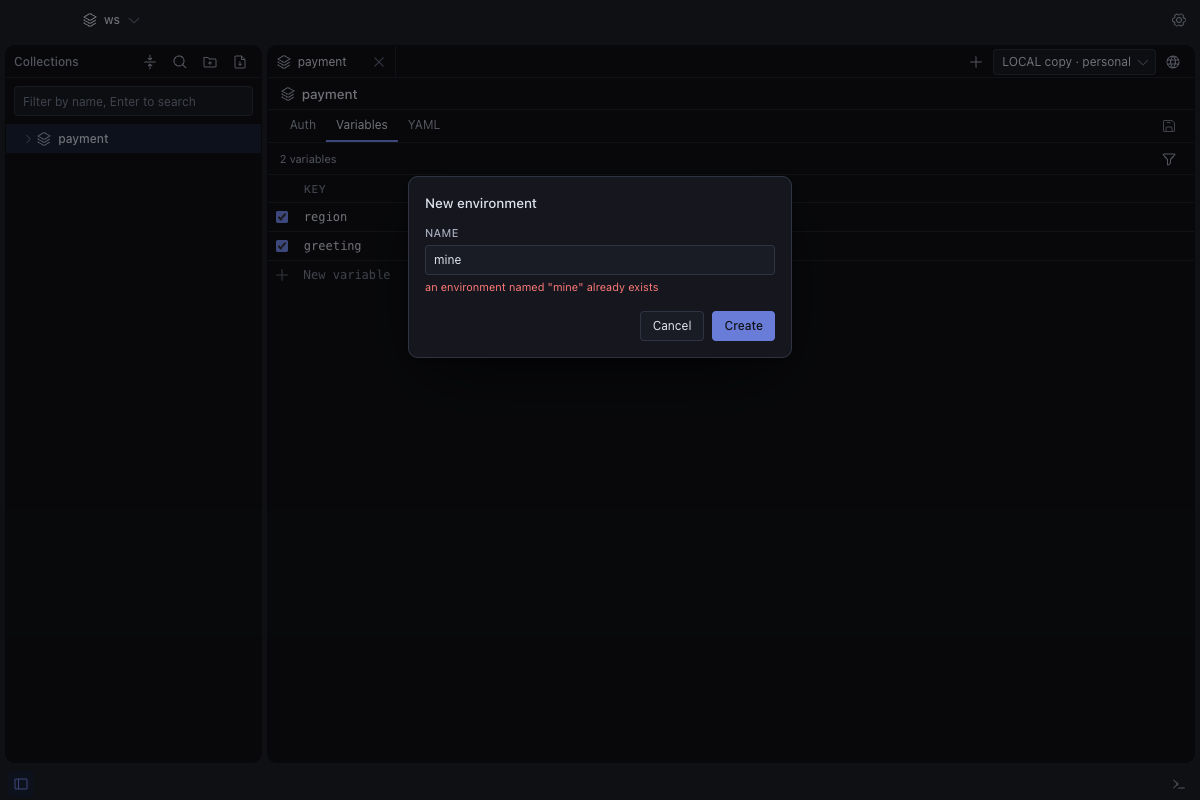 ws
Collections
Filter by name, Enter to search
payment
payment
LOCAL copy · personal
payment
Auth Variables YAML
2 variables
KEY
region
greeting
New variable
New environment
NAME
mine
an environment named "mine" already exists
Cancel Create